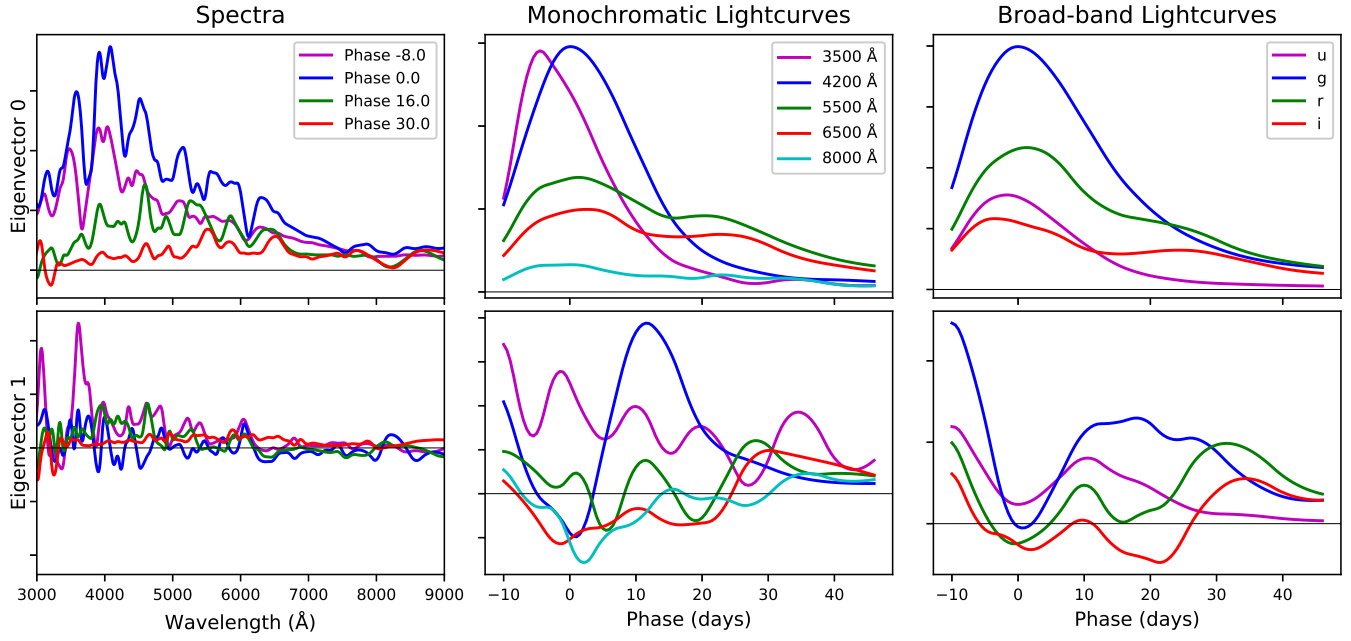 Spectra
Monochromatic Lightcurves
Broad-band Lightcurves
Eigenvector 0
Phase -8.0
Phase 0.0
Phase 16.0
Phase 30.0
3500 Å
4200 Å
5500 Å
6500 Å
8000 Å
u
g
r
i
Eigenvector 1
3000 4000 5000 6000 7000 8000 9000
Wavelength (Å)
−10 0 10 20 30 40
Phase (days)
−10 0 10 20 30 40
Phase (days)